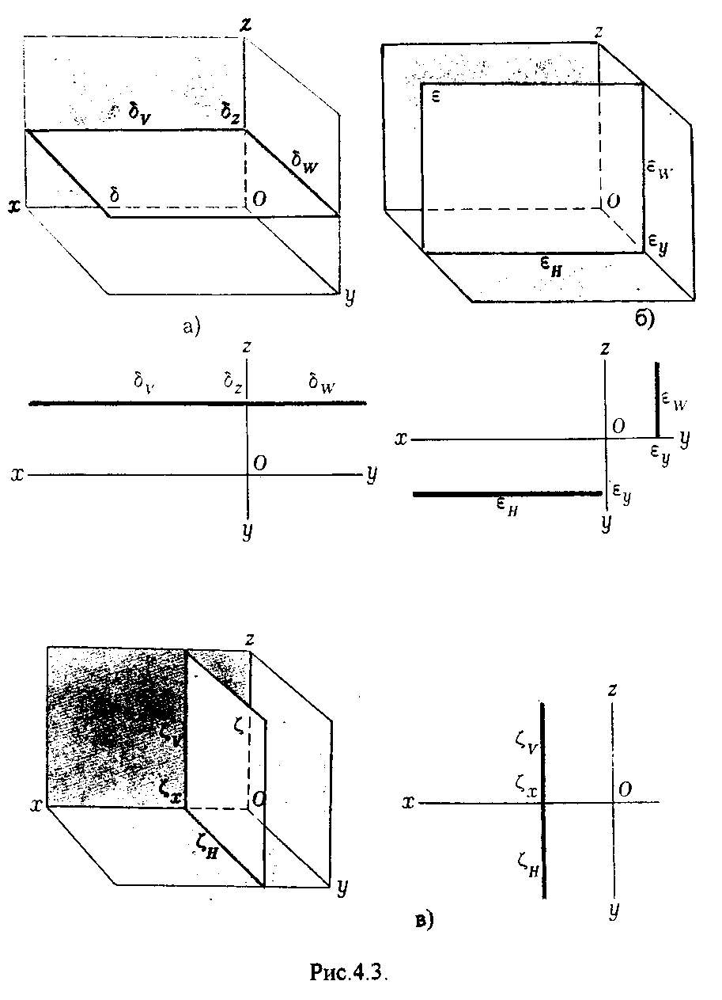 z
z
δV δz
ε
δW
εW
x δ O
O
εy
εH
y
а)
б)
z
z
δV δz δW
εW
x O y
εy
x O y
εy
εH
y
y
z
z
ζV ζ
ζV
ζx
x ζx O
x O
ζH
ζH
y
y
в)
Рис.4.3.